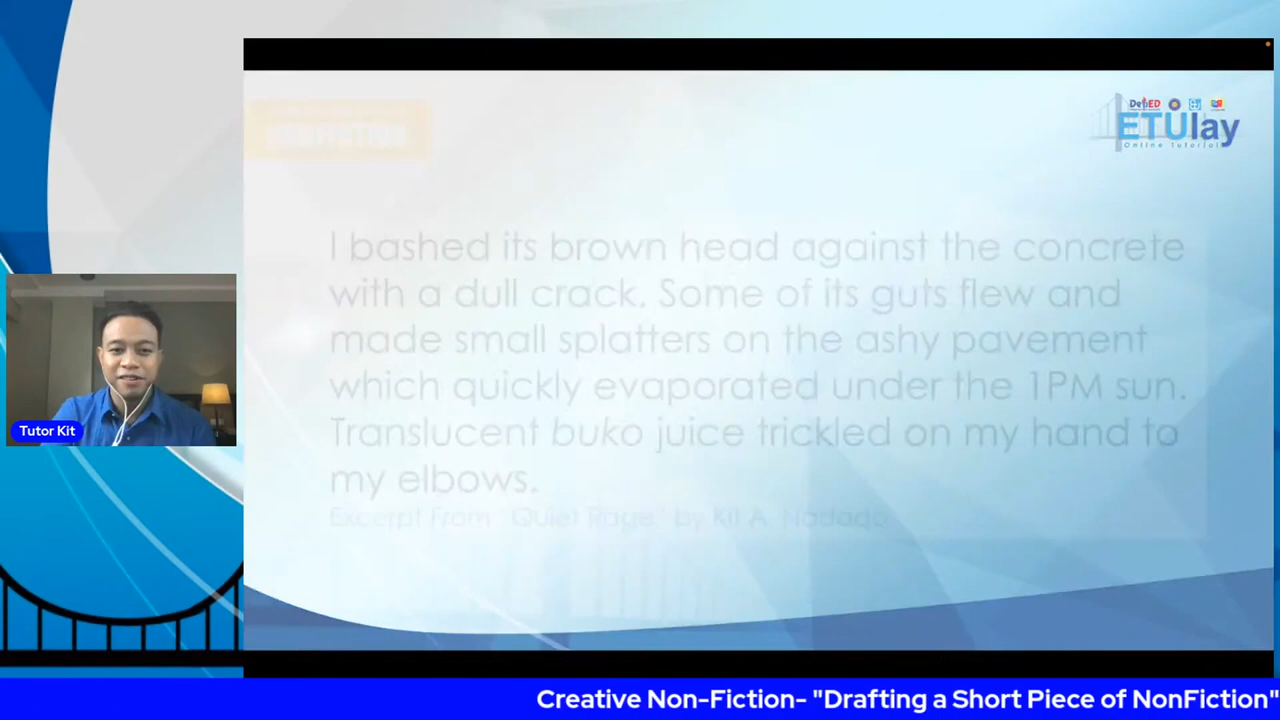 DepED
ETUlay
Online Tutorial
NONFICTION
I bashed its brown head against the concrete
with a dull crack. Some of its guts flew and
made small splatters on the ashy pavement
which quickly evaporated under the 1PM sun.
Translucent buko juice trickled on my hand to
my elbows.
Excerpt From "Quiet Rage" by Kit A. Nadado
Tutor Kit
Creative Non-Fiction- "Drafting a Short Piece of NonFiction"